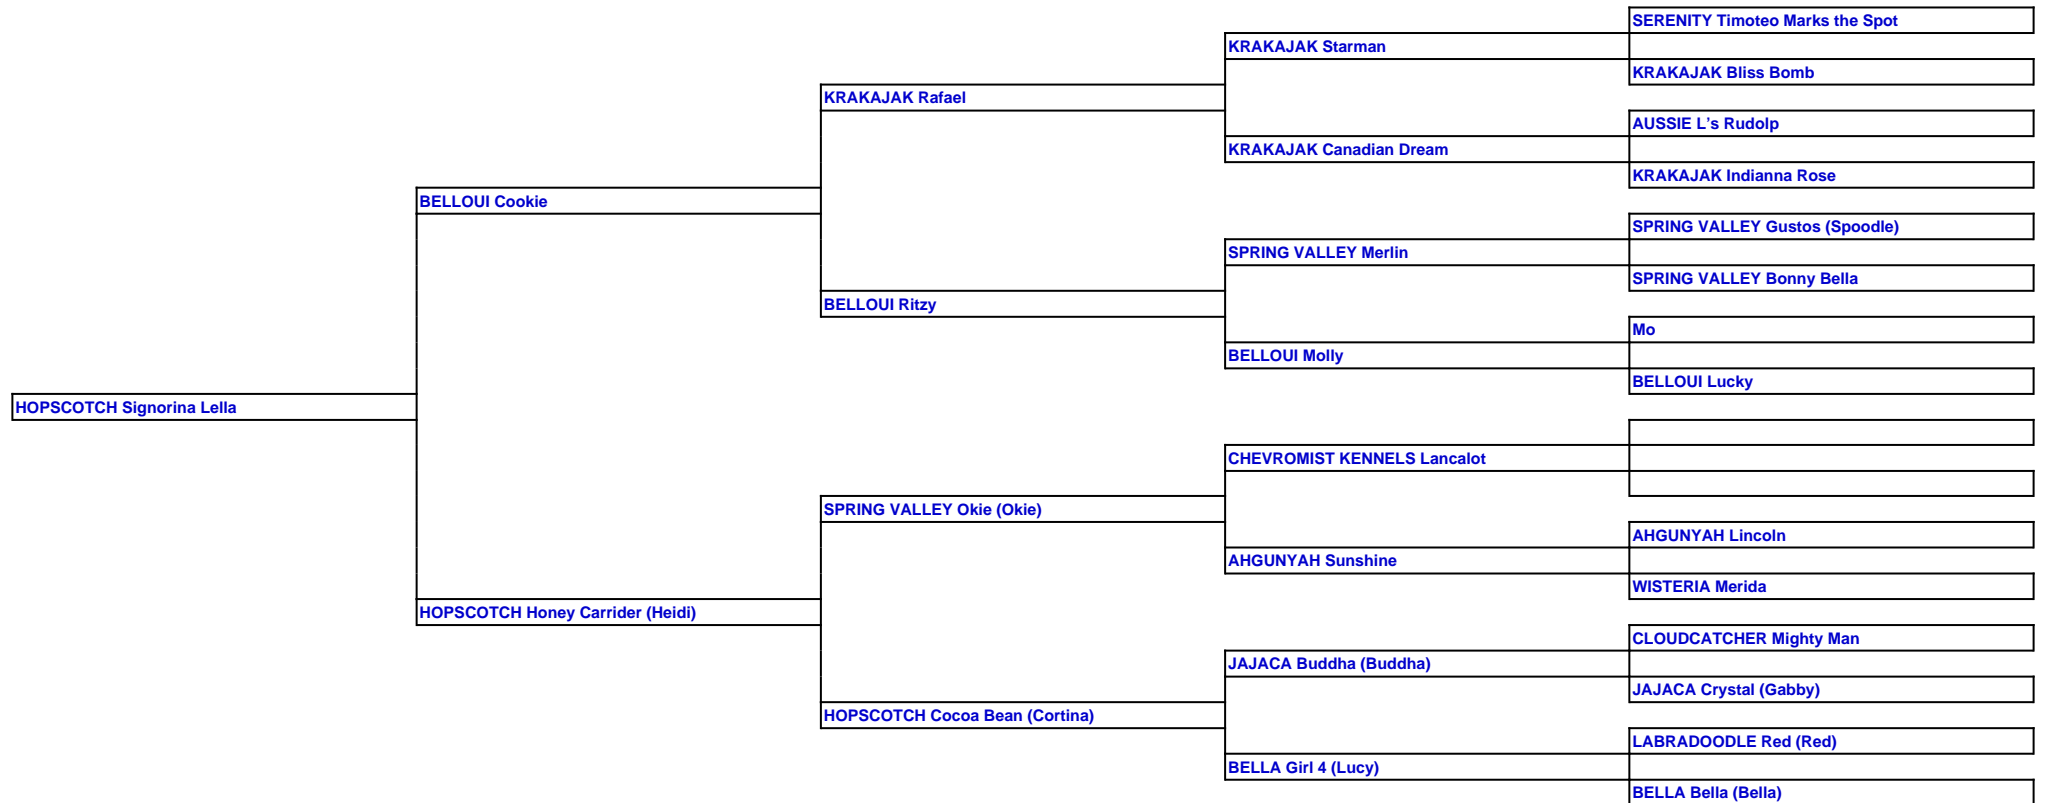 SERENITY Timoteo Marks the Spot
KRAKAJAK Starman
KRAKAJAK Bliss Bomb
KRAKAJAK Rafael
AUSSIE L's Rudolp
KRAKAJAK Canadian Dream
KRAKAJAK Indianna Rose
BELLOUI Cookie
SPRING VALLEY Gustos (Spoodle)
SPRING VALLEY Merlin
SPRING VALLEY Bonny Bella
BELLOUI Ritzy
Mo
BELLOUI Molly
BELLOUI Lucky
HOPSCOTCH Signorina Lella
CHEVROMIST KENNELS Lancalot
SPRING VALLEY Okie (Okie)
AHGUNYAH Lincoln
AHGUNYAH Sunshine
WISTERIA Merida
HOPSCOTCH Honey Carrider (Heidi)
CLOUDCATCHER Mighty Man
JAJACA Buddha (Buddha)
JAJACA Crystal (Gabby)
HOPSCOTCH Cocoa Bean (Cortina)
LABRADOODLE Red (Red)
BELLA Girl 4 (Lucy)
BELLA Bella (Bella)